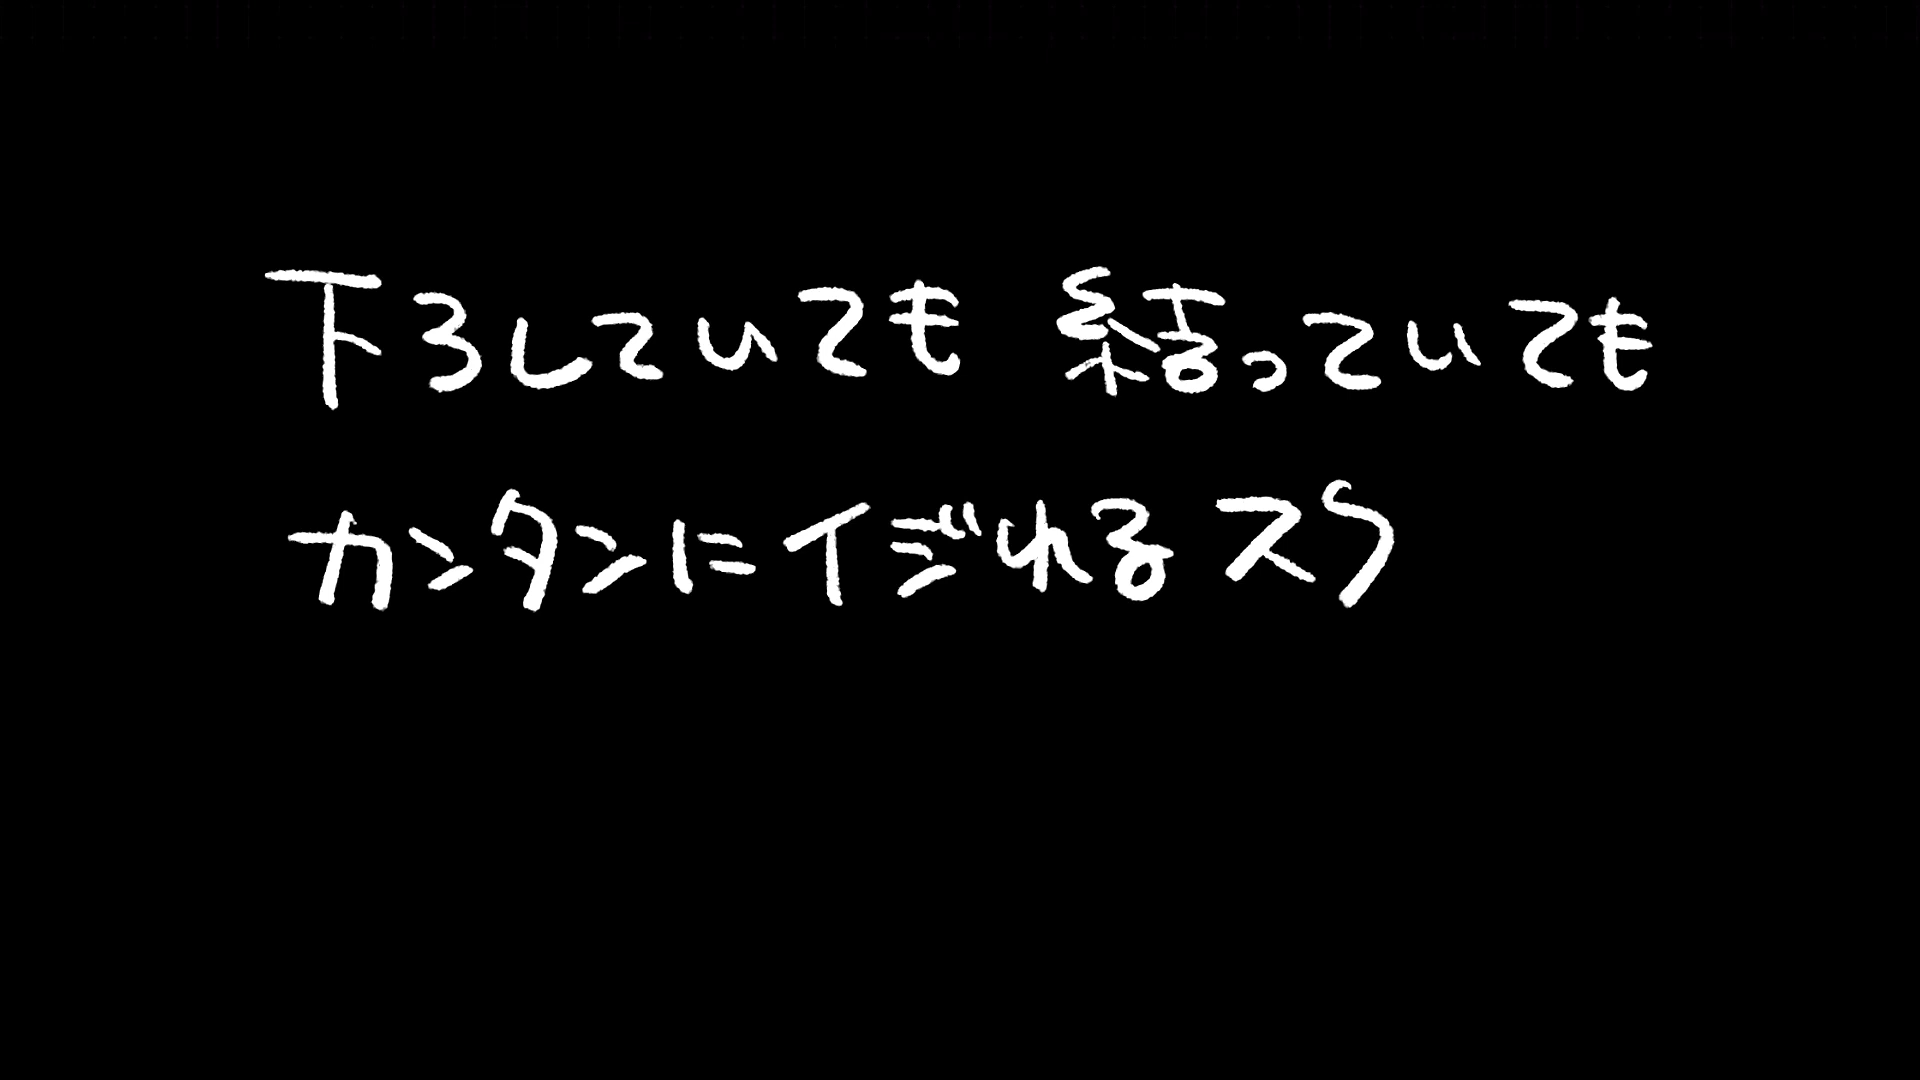 下ろしていても 結っていても
カンタンにイジれるスタ